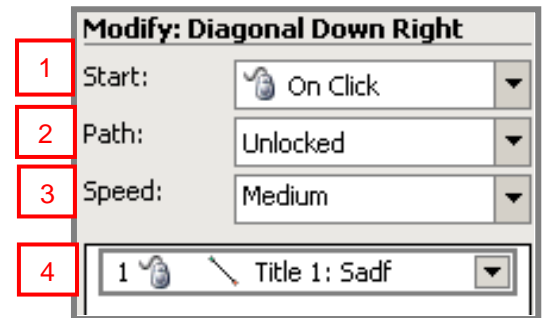 Modify: Diagonal Down Right
1 Start: On Click
2 Path: Unlocked
3 Speed: Medium
4 1 Title 1: Sadf